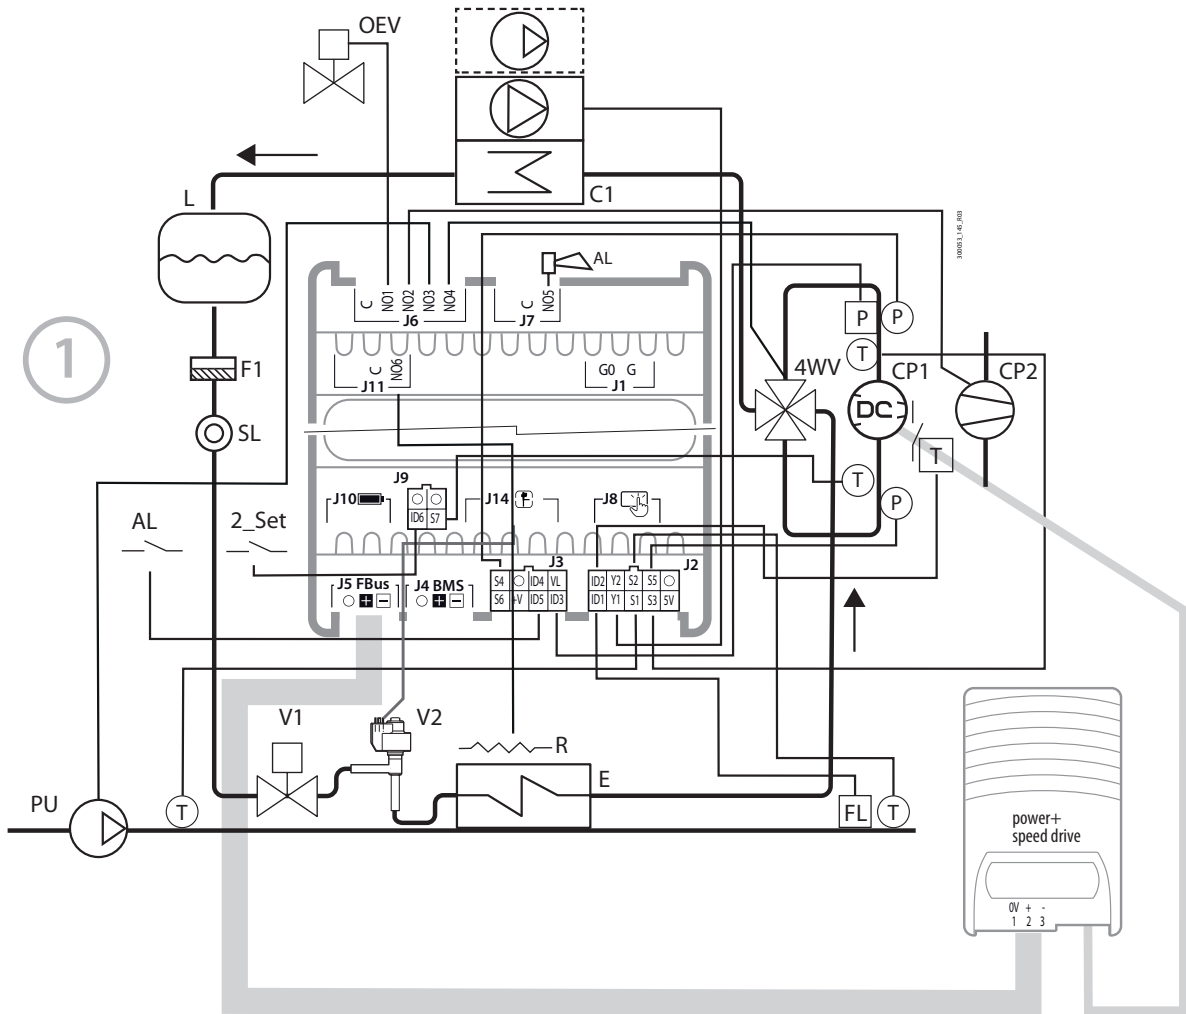 OEV
C1
L
300053_145_R03
AL
C NO1 NO2 NO3 NO4
J6
C NO5
J7
P P
1
F1
C NO6
J11
G0 G
J1
T
4WV
CP1
CP2
DC
SL
T
J9
T
J10
J14
J8
P
AL
2_Set
ID6 S7
J3
J2
J5 FBus
J4 BMS
S4 ID4 VL
S6 +V ID5 ID3
ID2 Y2 S2 S5
ID1 Y1 S1 S3 5V
V1
V2
R
E
PU
T
FL
T
power+
speed drive
0V + -
1 2 3